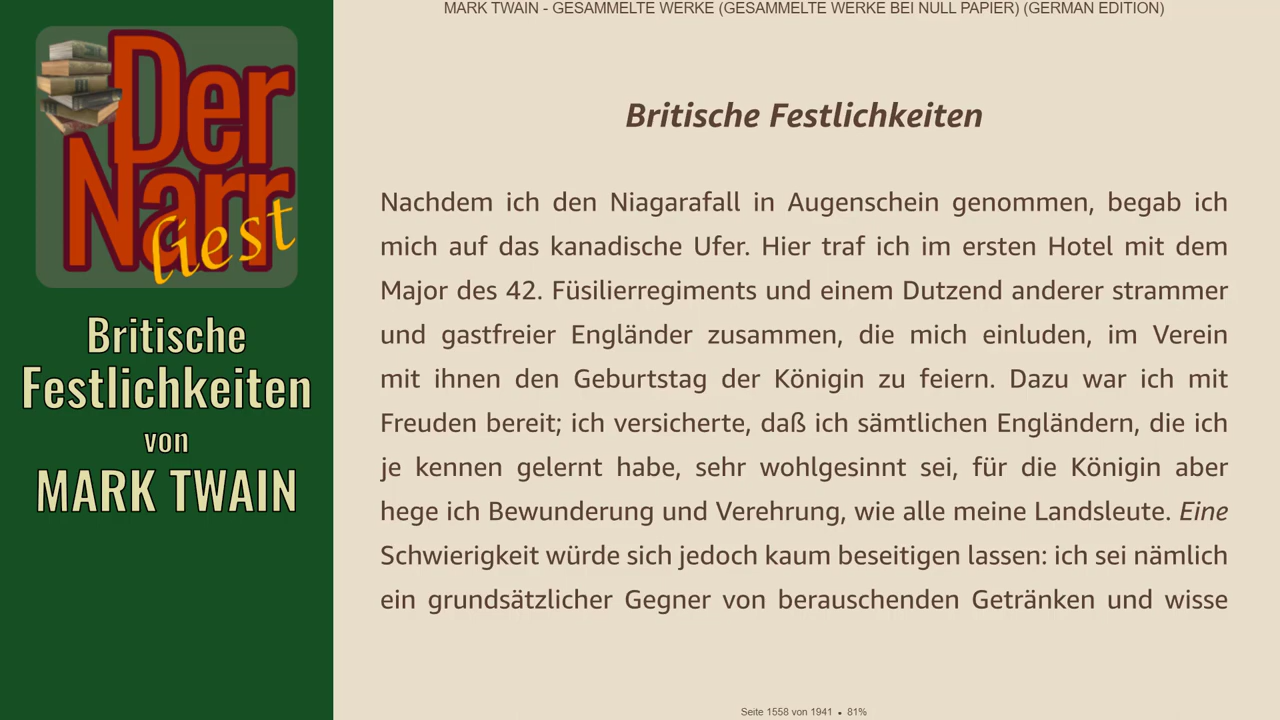 Der
Narr
liest
Britische
Festlichkeiten
von
MARK TWAIN
MARK TWAIN - GESAMMELTE WERKE (GESAMMELTE WERKE BEI NULL PAPIER) (GERMAN EDITION)
Britische Festlichkeiten
Nachdem ich den Niagarafall in Augenschein genommen, begab ich
mich auf das kanadische Ufer. Hier traf ich im ersten Hotel mit dem
Major des 42. Füsilierregiments und einem Dutzend anderer strammer
und gastfreier Engländer zusammen, die mich einluden, im Verein
mit ihnen den Geburtstag der Königin zu feiern. Dazu war ich mit
Freuden bereit; ich versicherte, daß ich sämtlichen Engländern, die ich
je kennen gelernt habe, sehr wohlgesinnt sei, für die Königin aber
hege ich Bewunderung und Verehrung, wie alle meine Landsleute. Eine
Schwierigkeit würde sich jedoch kaum beseitigen lassen: ich sei nämlich
ein grundsätzlicher Gegner von berauschenden Getränken und wisse
Seite 1558 von 1941 • 81%